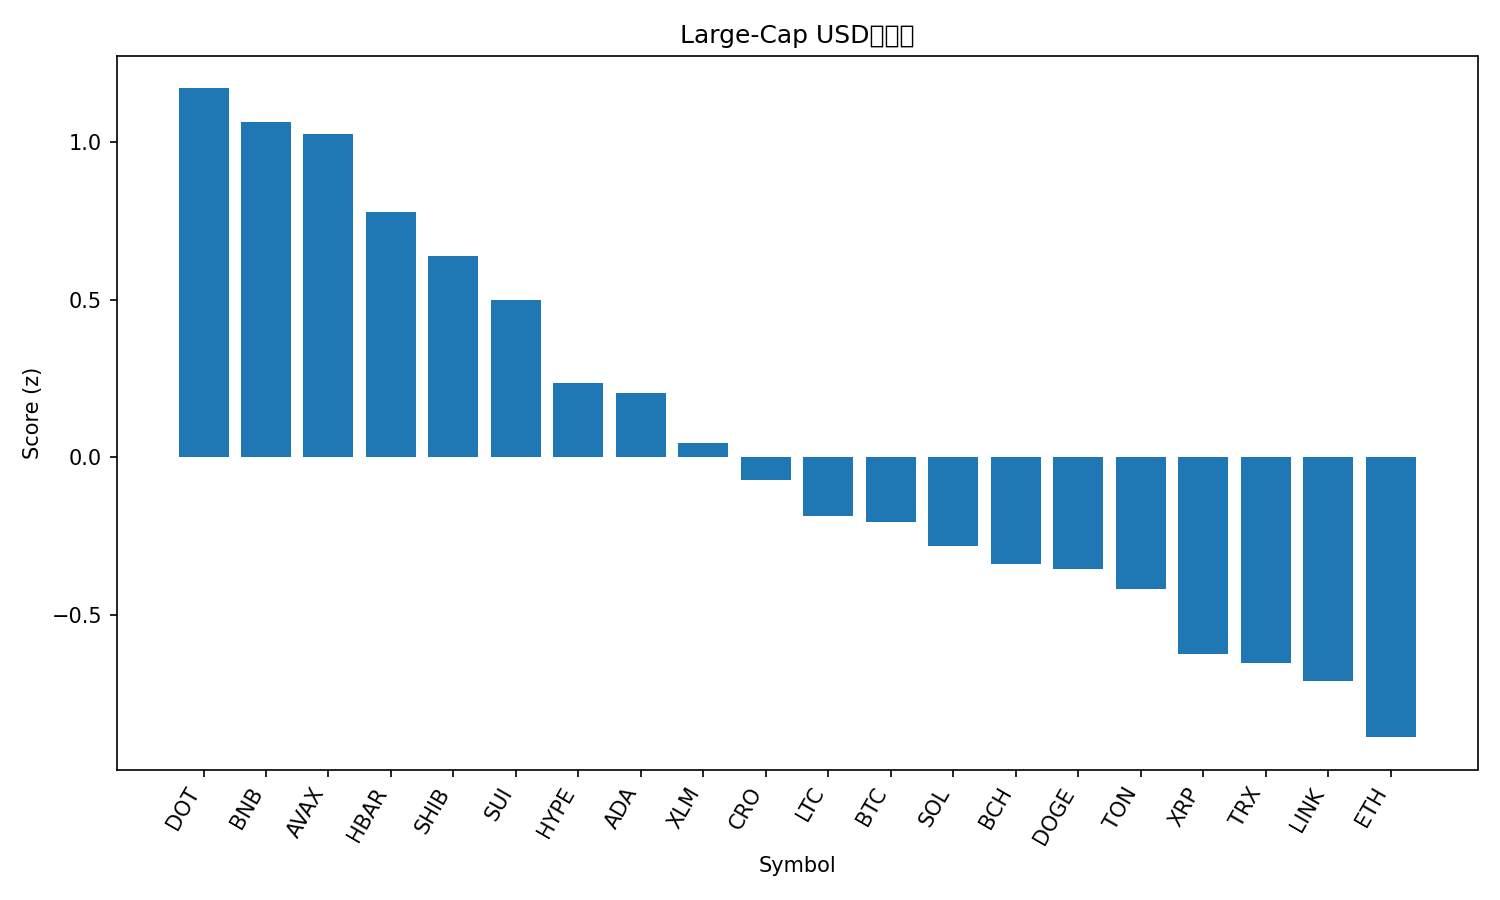 Large-Cap USD
Score (z)
1.0
0.5
0.0
−0.5
DOT
BNB
AVAX
HBAR
SHIB
SUI
HYPE
ADA
XLM
CRO
LTC
BTC
SOL
BCH
DOGE
TON
XRP
TRX
LINK
ETH
Symbol